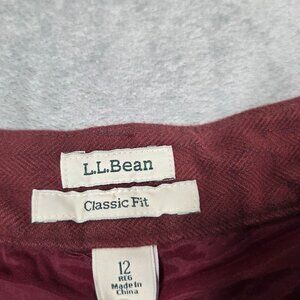 L.L.Bean
Classic Fit
12
REG
Made in
China